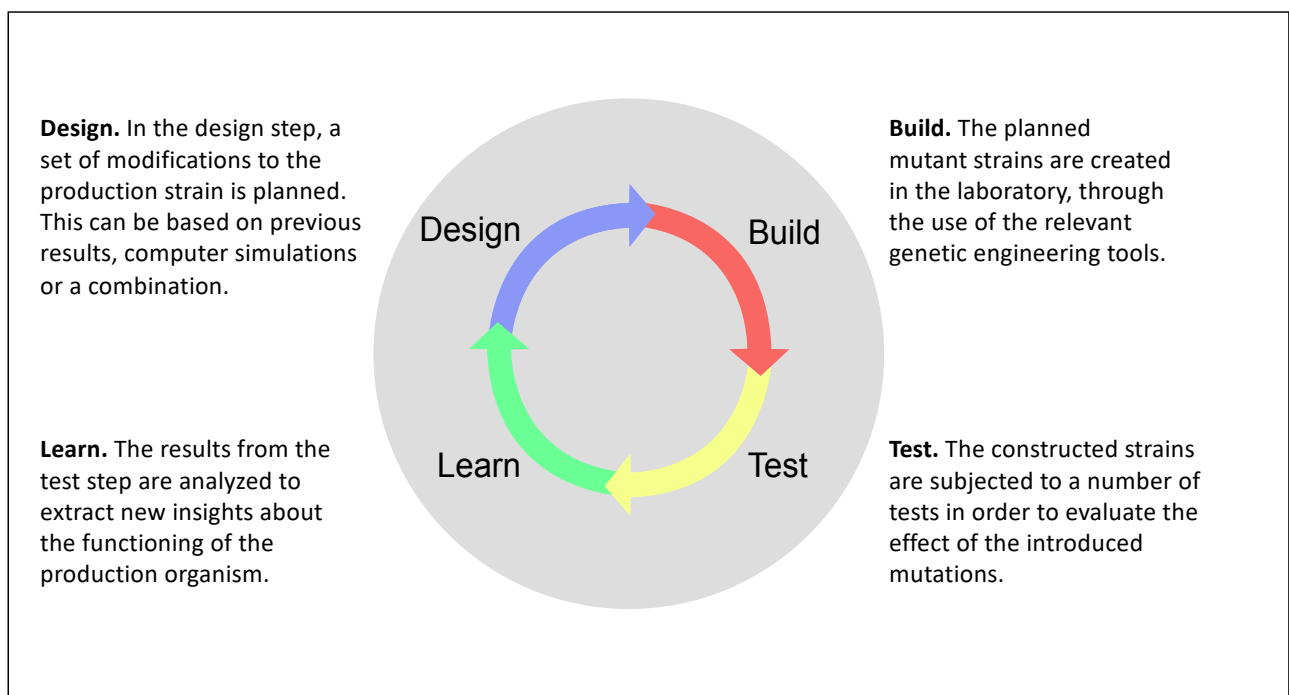 Design. In the design step, a
set of modifications to the
production strain is planned.
This can be based on previous
results, computer simulations
or a combination.
Build. The planned
mutant strains are created
in the laboratory, through
the use of the relevant
genetic engineering tools.
Design
Build
Learn
Test
Learn. The results from the
test step are analyzed to
extract new insights about
the functioning of the
production organism.
Test. The constructed strains
are subjected to a number of
tests in order to evaluate the
effect of the introduced
mutations.